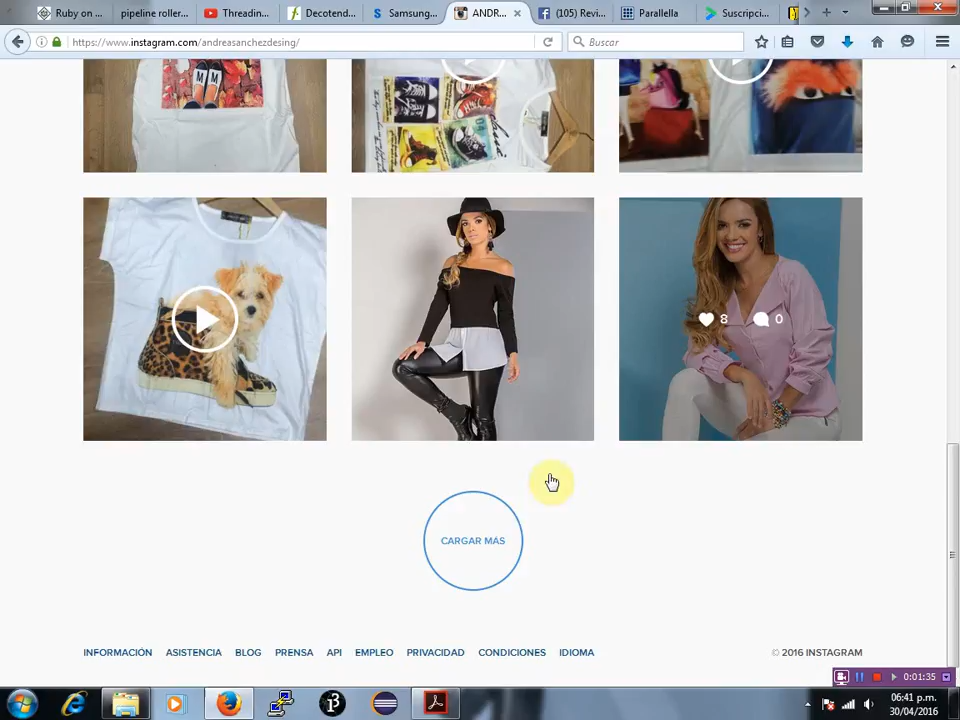 Ruby on ...
pipeline roller...
Threadin...
Decotend...
Samsung...
ANDR...
(105) Revi...
Parallella
Suscripci...
https://www.instagram.com/andreasanchezdesing/
Buscar
M M
8
0
CARGAR MÁS
INFORMACIÓN
ASISTENCIA
BLOG
PRENSA
API
EMPLEO
PRIVACIDAD
CONDICIONES
IDIOMA
© 2016 INSTAGRAM
0:01:35
06:41 p.m.
30/04/2016